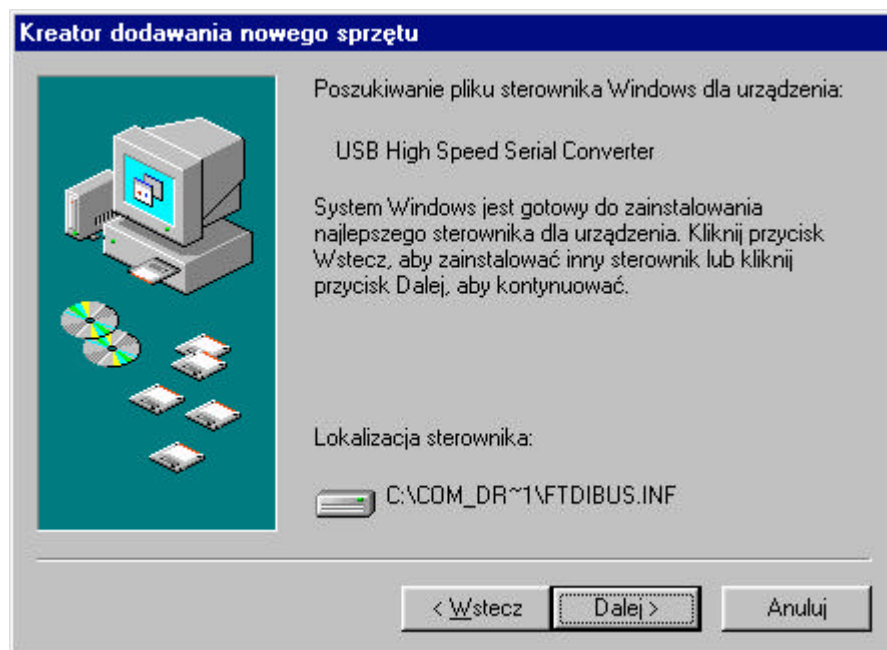 Kreator dodawania nowego sprzętu
Poszukiwanie pliku sterownika Windows dla urządzenia:
USB High Speed Serial Converter
System Windows jest gotowy do zainstalowania
najlepszego sterownika dla urządzenia. Kliknij przycisk
Wstecz, aby zainstalować inny sterownik lub kliknij
przycisk Dalej, aby kontynuować.
Lokalizacja sterownika:
C:\COM_DR~1\FTDIBUS.INF
< Wstecz
Dalej >
Anuluj